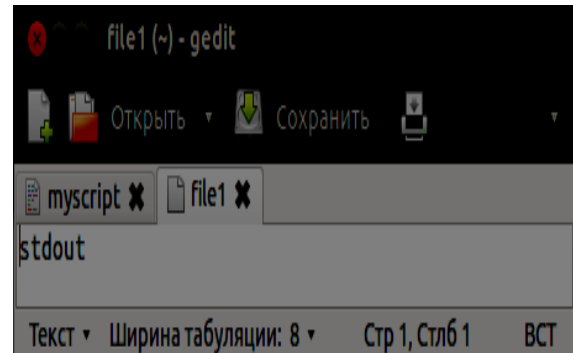 file1 (~) - gedit
Открыть Сохранить
myscript file1
stdout
Текст Ширина табуляции: 8 Стр 1, Стлб 1 ВСТ